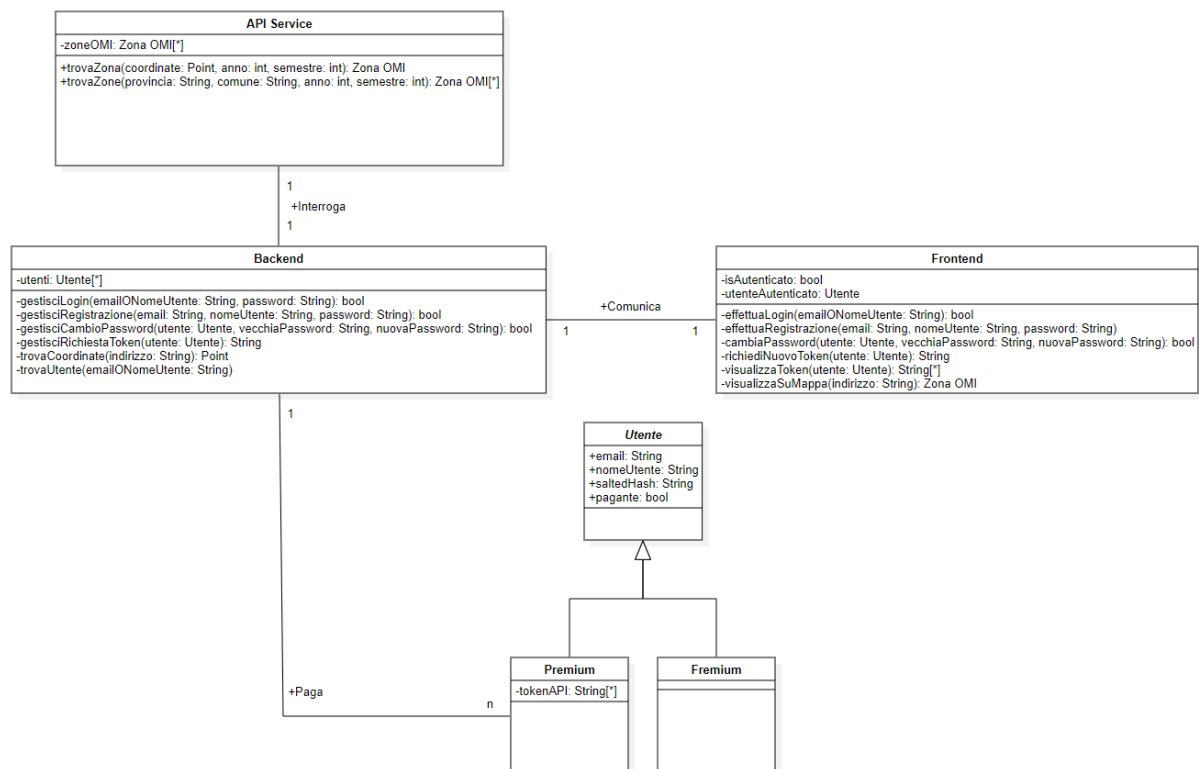 API Service
-zoneOMI: Zona OMI[*]
+trovaZona(coordinate: Point, anno: int, semestre: int): Zona OMI
+trovaZone(provincia: String, comune: String, anno: int, semestre: int): Zona OMI[*]
1
+Interroga
1
Backend
-utenti: Utente[*]
-gestisciLogin(emailONomeUtente: String, password: String): bool
-gestisciRegistrazione(email: String, nomeUtente: String, password: String): bool
-gestisciCambioPassword(utente: Utente, vecchiaPassword: String, nuovaPassword: String): bool
-gestisciRichiestaToken(utente: Utente): String
-trovaCoordinate(indirizzo: String): Point
-trovaUtente(emailONomeUtente: String)
+Comunica
1
1
Frontend
-isAutenticato: bool
-utenteAutenticato: Utente
-effettuaLogin(emailONomeUtente: String): bool
-effettuaRegistrazione(email: String, nomeUtente: String, password: String)
-cambiaPassword(utente: Utente, vecchiaPassword: String, nuovaPassword: String): bool
-richiediNuovoToken(utente: Utente): String
-visualizzaToken(utente: Utente): String[*]
-visualizzaSuMappa(indirizzo: String): Zona OMI
1
Utente
+email: String
+nomeUtente: String
+saltedHash: String
+pagante: bool
+Paga
n
Premium
-tokenAPI: String[*]
Fremium